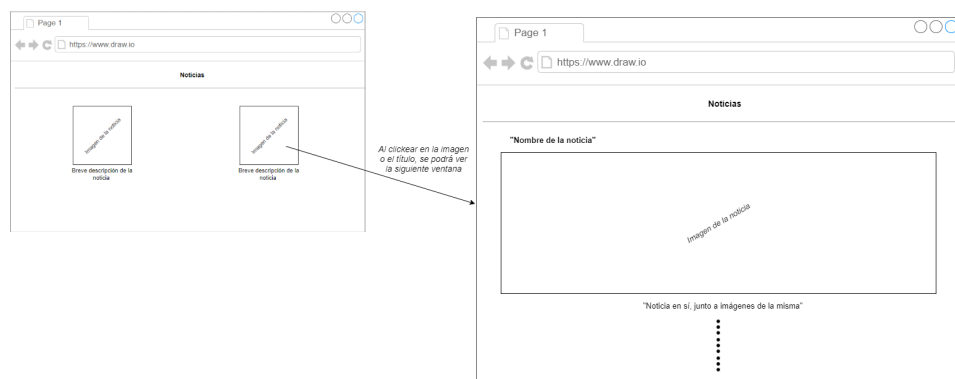 Page 1
https://www.draw.io
Noticias
Imagen de la noticia
Breve descripción de la
noticia
Imagen de la noticia
Breve descripción de la
noticia
Al clickear en la imagen
o el título, se podrá ver
la siguiente ventana
Page 1
https://www.draw.io
Noticias
"Nombre de la noticia"
Imagen de la noticia
"Noticia en sí, junto a imágenes de la misma"